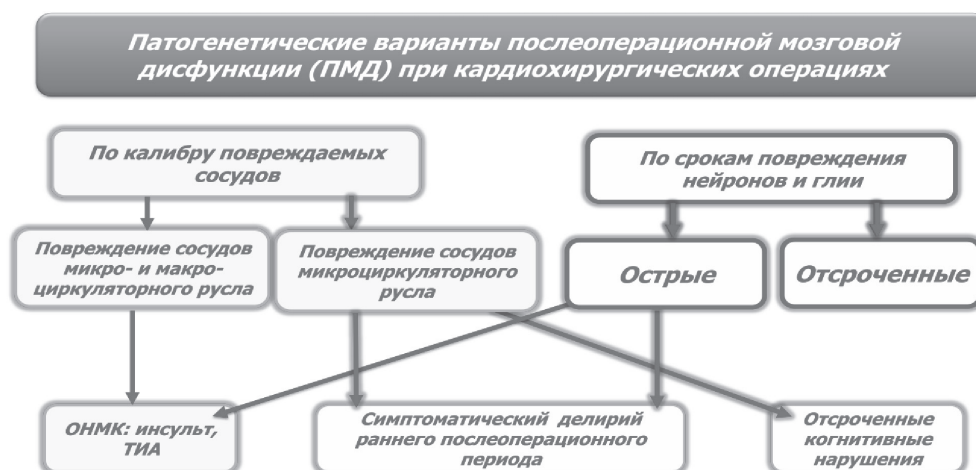 Патогенетические варианты послеоперационной мозговой
дисфункции (ПМД) при кардиохирургических операциях
По калибру повреждаемых
сосудов
По срокам повреждения
нейронов и глии
Повреждение сосудов
микро- и макро-
циркуляторного русла
Повреждение сосудов
микроциркуляторного
русла
Острые
Отсроченные
ОНМК: инсульт,
ТИА
Симптоматический делирий
раннего послеоперационного
периода
Отсроченные
когнитивные
нарушения